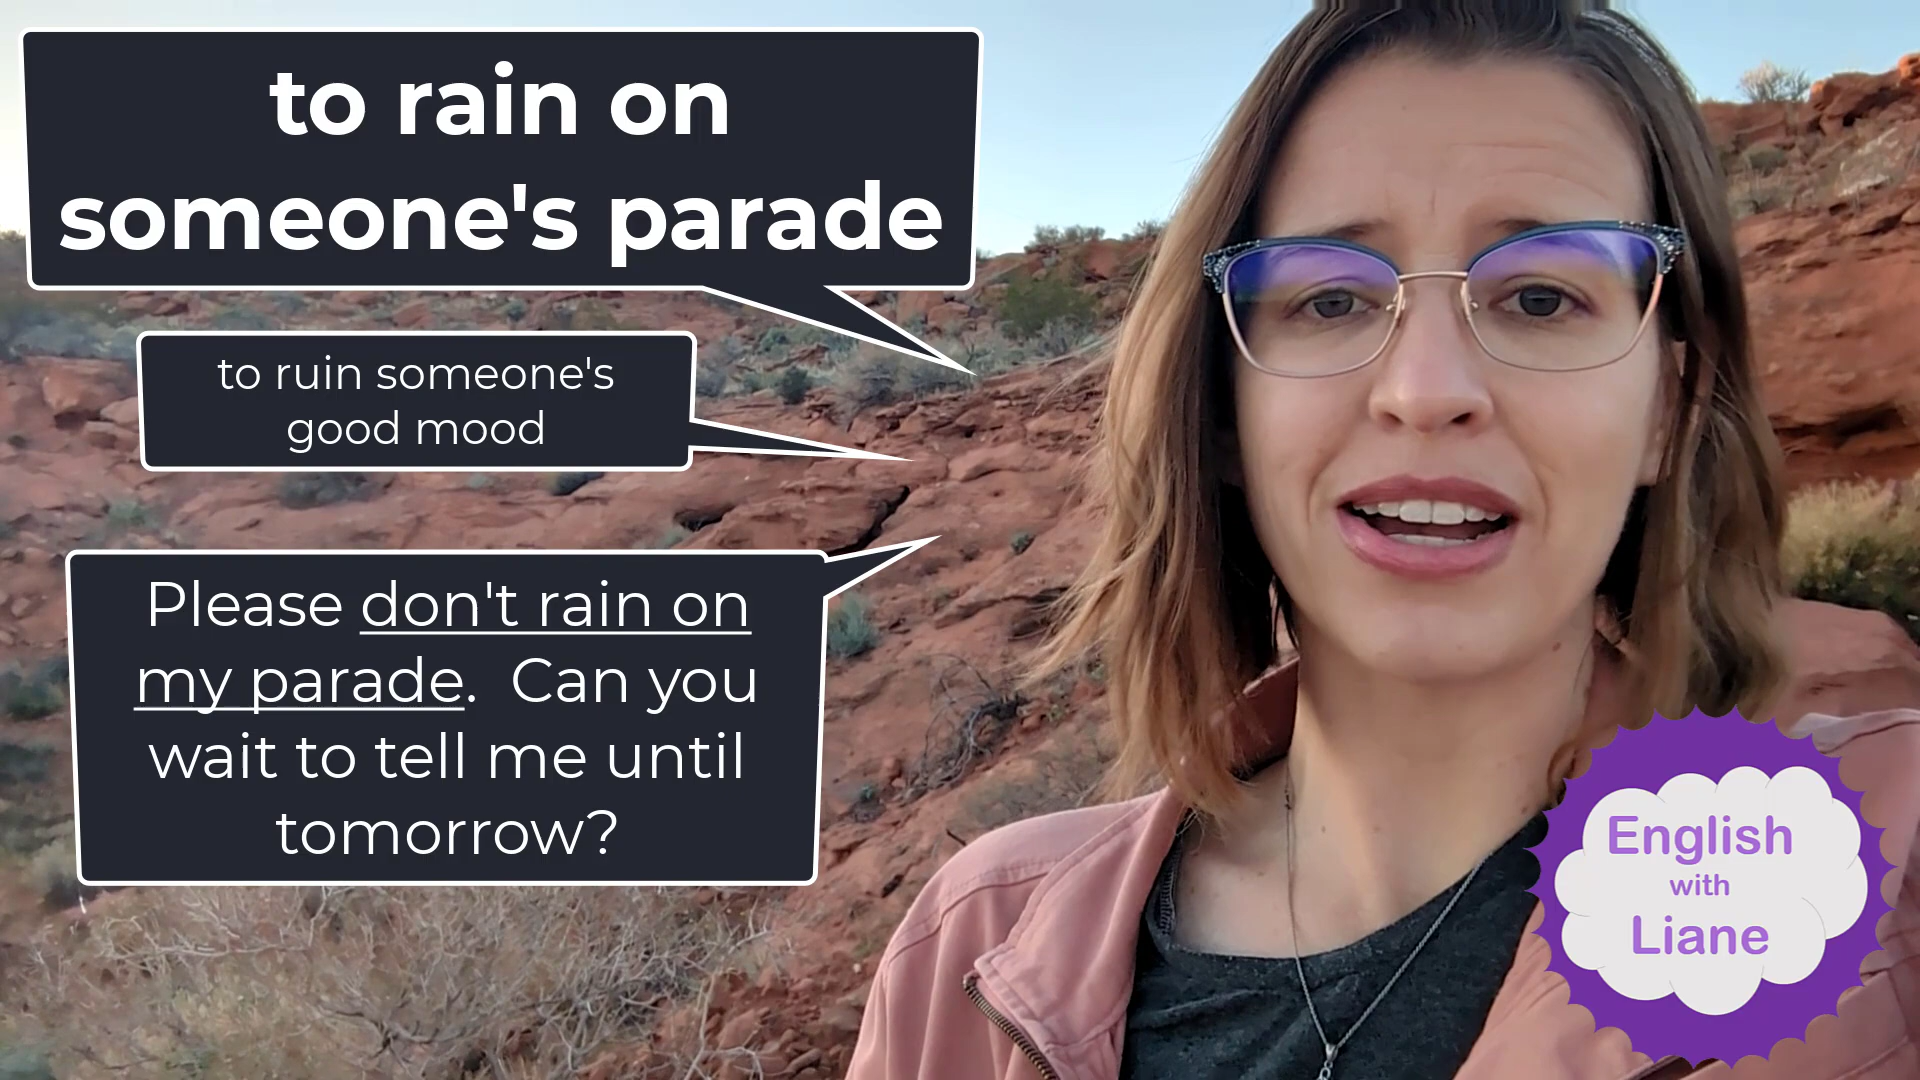 to rain on
someone's parade
to ruin someone's
good mood
Please don't rain on
my parade.  Can you
wait to tell me until
tomorrow?
English
with
Liane